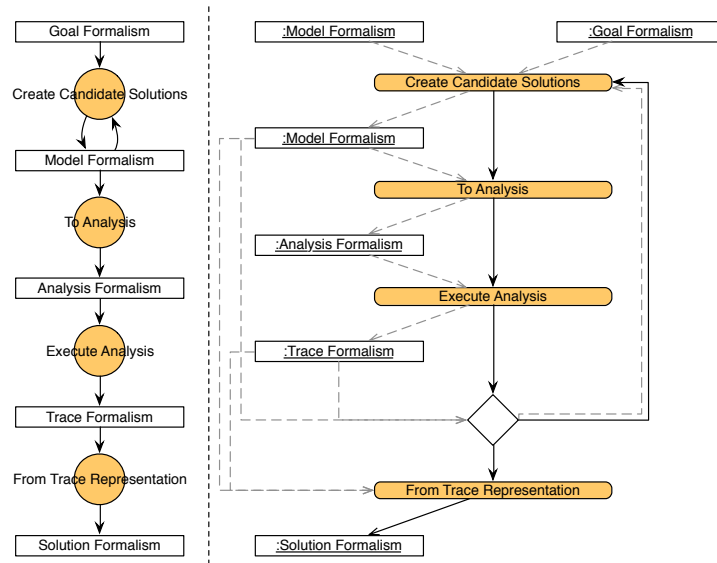 Goal Formalism
Create Candidate Solutions
Model Formalism
To Analysis
Analysis Formalism
Execute Analysis
Trace Formalism
From Trace Representation
Solution Formalism
:Model Formalism
:Goal Formalism
Create Candidate Solutions
:Model Formalism
To Analysis
:Analysis Formalism
Execute Analysis
:Trace Formalism
From Trace Representation
:Solution Formalism